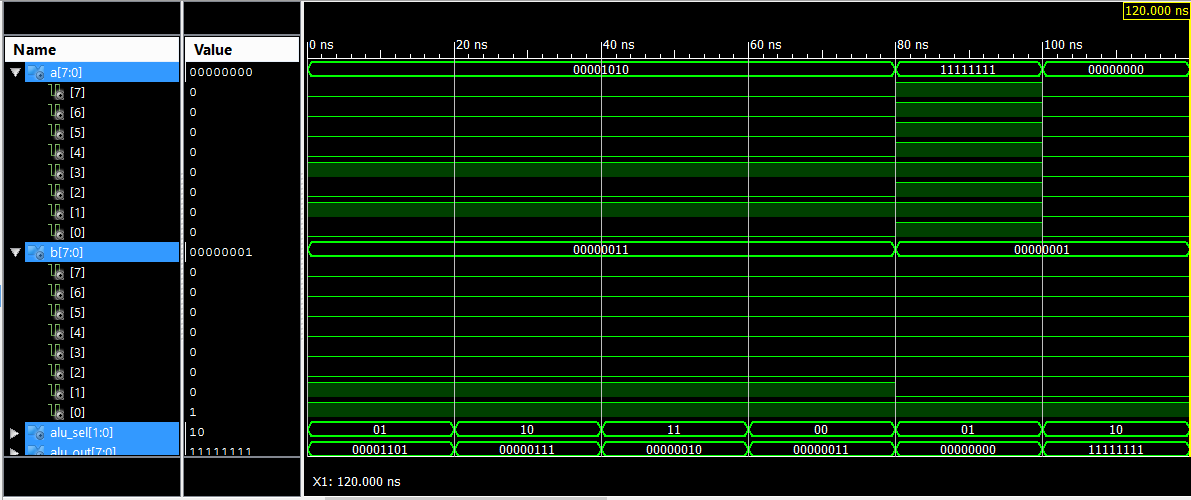 120.000 ns
Name Value 0 ns 20 ns 40 ns 60 ns 80 ns 100 ns
a[7:0] 00000000 00001010 11111111 00000000
[7] 0
[6] 0
[5] 0
[4] 0
[3] 0
[2] 0
[1] 0
[0] 0
b[7:0] 00000001 00000011 00000001
[7] 0
[6] 0
[5] 0
[4] 0
[3] 0
[2] 0
[1] 0
[0] 1
alu_sel[1:0] 10 01 10 11 00 01 10
alu_out[7:0] 11111111 00001101 00000111 00000010 00000011 00000000 11111111
X1: 120.000 ns